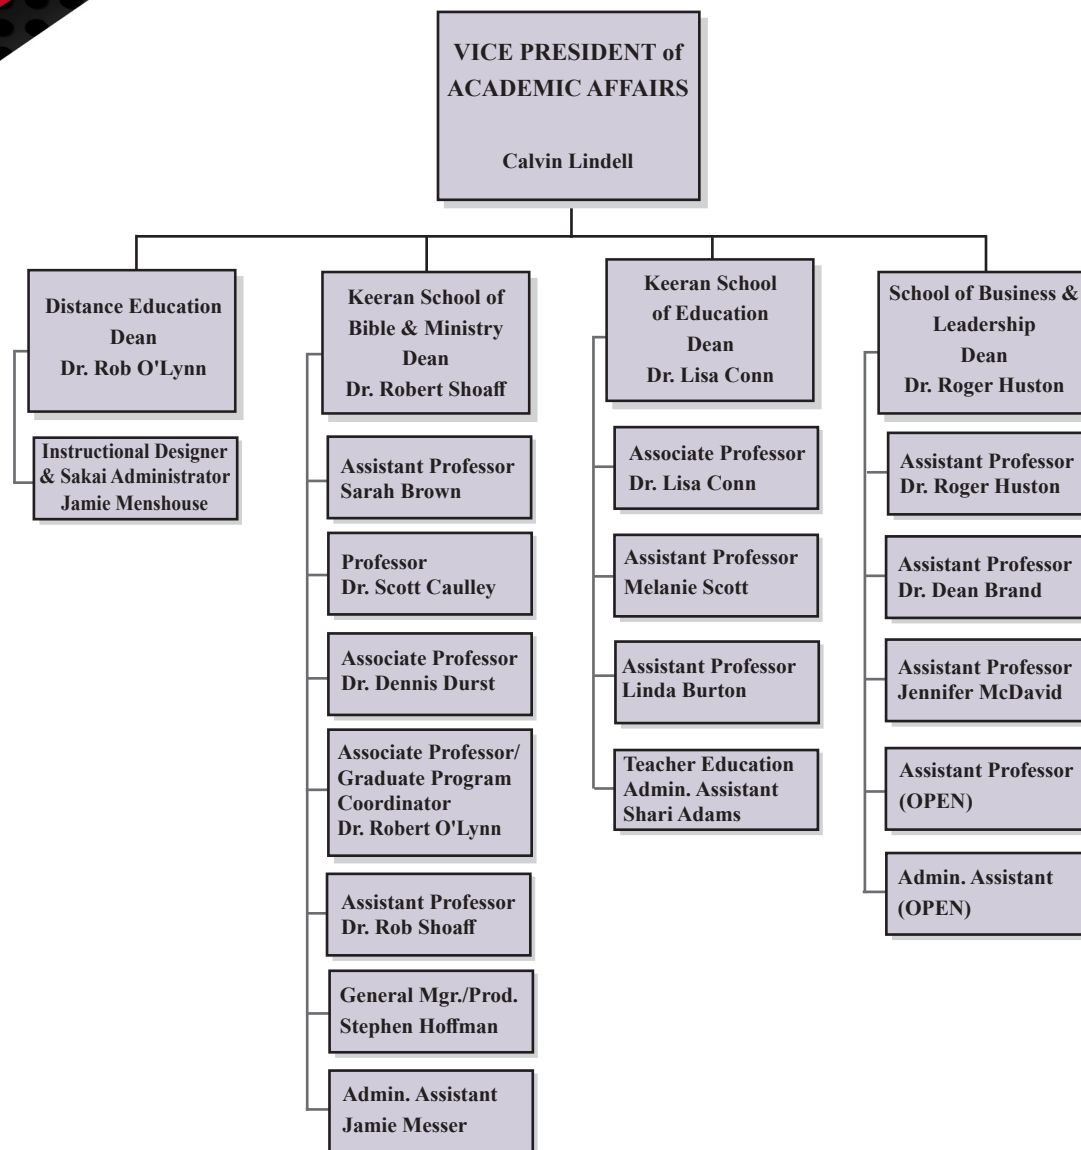 VICE PRESIDENT of
ACADEMIC AFFAIRS
Calvin Lindell
Distance Education
Dean
Dr. Rob O'Lynn
Instructional Designer
& Sakai Administrator
Jamie Menshouse
Keeran School of
Bible & Ministry
Dean
Dr. Robert Shoaff
Assistant Professor
Sarah Brown
Professor
Dr. Scott Caulley
Associate Professor
Dr. Dennis Durst
Associate Professor/
Graduate Program
Coordinator
Dr. Robert O'Lynn
Assistant Professor
Dr. Rob Shoaff
General Mgr./Prod.
Stephen Hoffman
Admin. Assistant
Jamie Messer
Keeran School
of Education
Dean
Dr. Lisa Conn
Associate Professor
Dr. Lisa Conn
Assistant Professor
Melanie Scott
Assistant Professor
Linda Burton
Teacher Education
Admin. Assistant
Shari Adams
School of Business &
Leadership
Dean
Dr. Roger Huston
Assistant Professor
Dr. Roger Huston
Assistant Professor
Dr. Dean Brand
Assistant Professor
Jennifer McDavid
Assistant Professor
(OPEN)
Admin. Assistant
(OPEN)